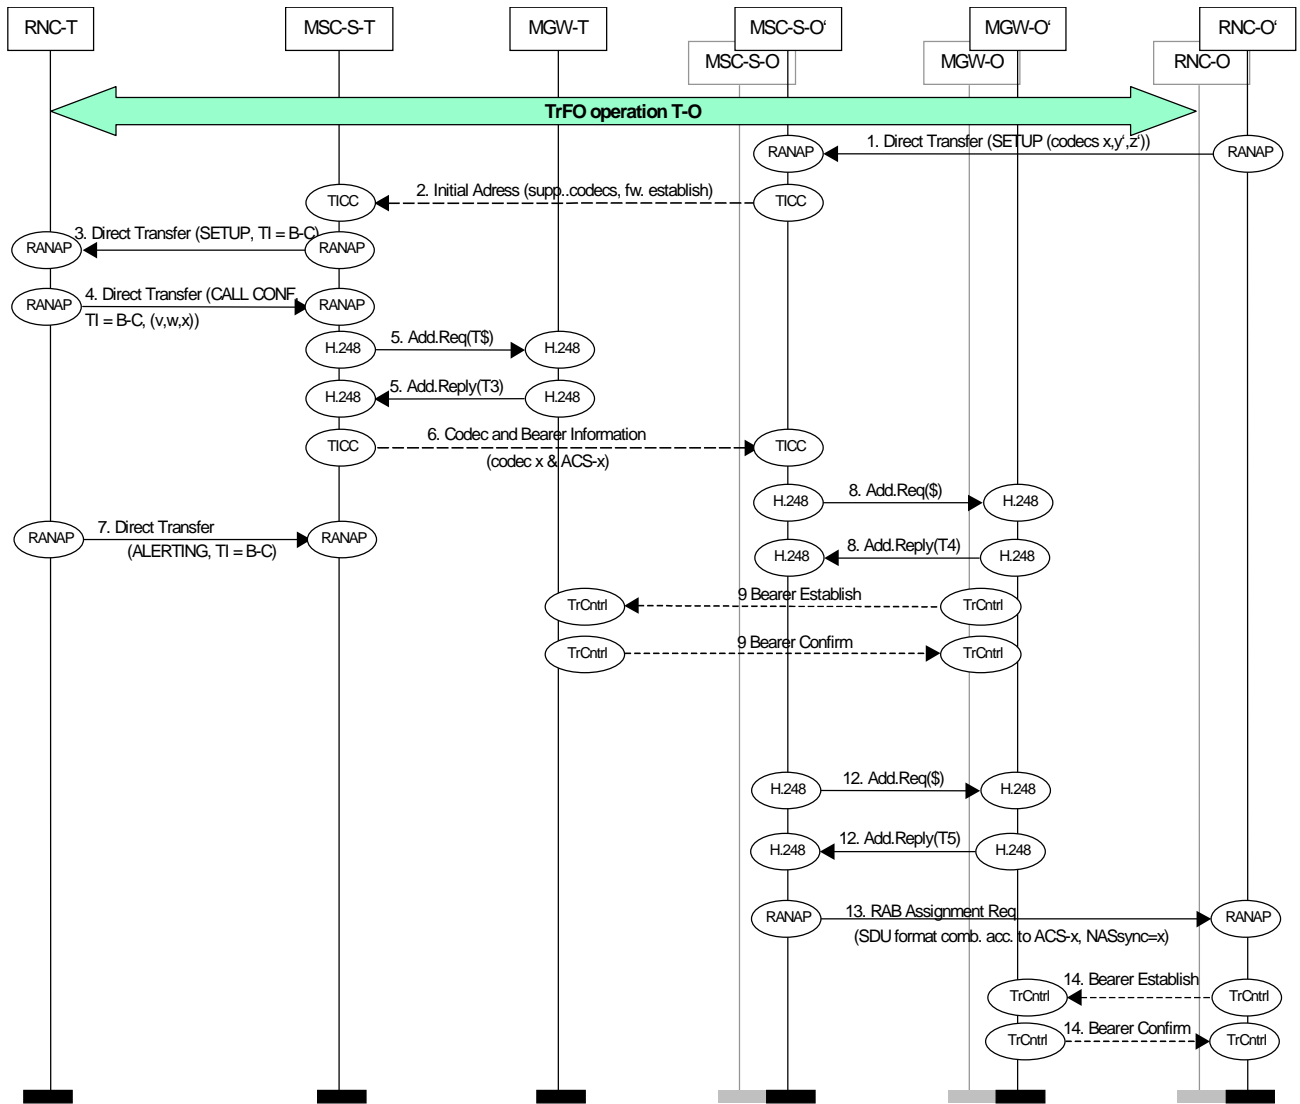 RNC-T
MSC-S-T
MGW-T
MSC-S-O‘
MGW-O‘
RNC-O‘
MSC-S-O
MGW-O
RNC-O
TrFO operation T-O
RANAP
1. Direct Transfer (SETUP (codecs x,y‘,z‘))
RANAP
TICC
2. Initial Adress (supp..codecs, fw. establish)
TICC
RANAP
3. Direct Transfer (SETUP, TI = B-C)
RANAP
RANAP
4. Direct Transfer (CALL CONF,
TI = B-C, (v,w,x))
RANAP
H.248
5. Add.Req(T$)
H.248
H.248
5. Add.Reply(T3)
H.248
TICC
6. Codec and Bearer Information
(codec x & ACS-x)
TICC
H.248
8. Add.Req($)
H.248
RANAP
7. Direct Transfer
(ALERTING, TI = B-C)
RANAP
H.248
8. Add.Reply(T4)
H.248
TrCntrl
9 Bearer Establish
TrCntrl
TrCntrl
9 Bearer Confirm
TrCntrl
H.248
12. Add.Req($)
H.248
H.248
12. Add.Reply(T5)
H.248
RANAP
13. RAB Assignment Req
(SDU format comb. acc. to ACS-x, NASsync=x)
RANAP
TrCntrl
14. Bearer Establish
TrCntrl
TrCntrl
14. Bearer Confirm
TrCntrl